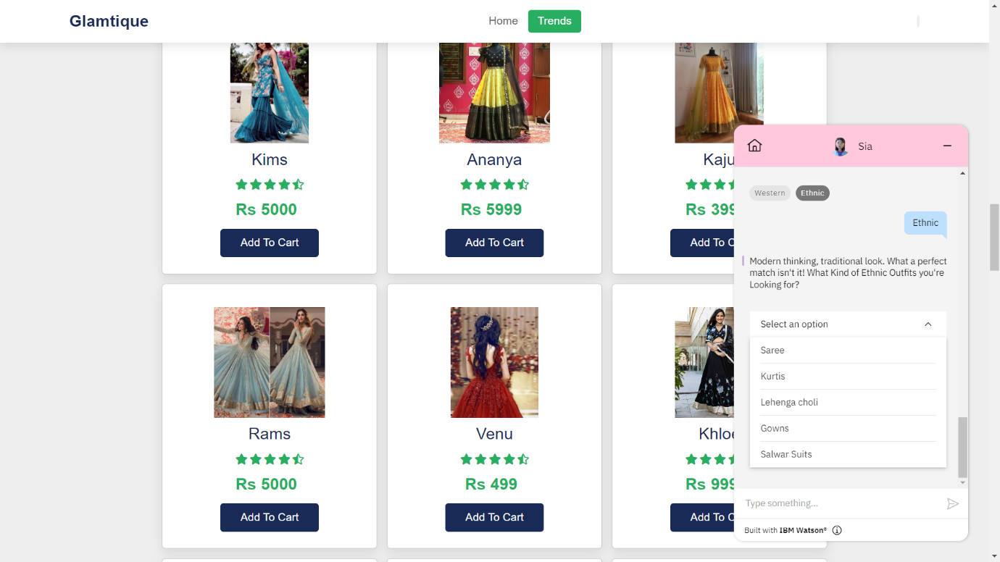 Glamtique
Home
Trends
Kims
Rs 5000
Add To Cart
Ananya
Rs 5999
Add To Cart
Kaju
Rs 399
Add To C
Rams
Rs 5000
Add To Cart
Venu
Rs 499
Add To Cart
Khloe
Rs 999
Add To C
Sia
Western
Ethnic
Ethnic
Modern thinking, traditional look. What a perfect
match isn't it! What Kind of Ethnic Outfits you're
Looking for?
Select an option
Saree
Kurtis
Lehenga choli
Gowns
Salwar Suits
Type something...
Built with IBM Watson®